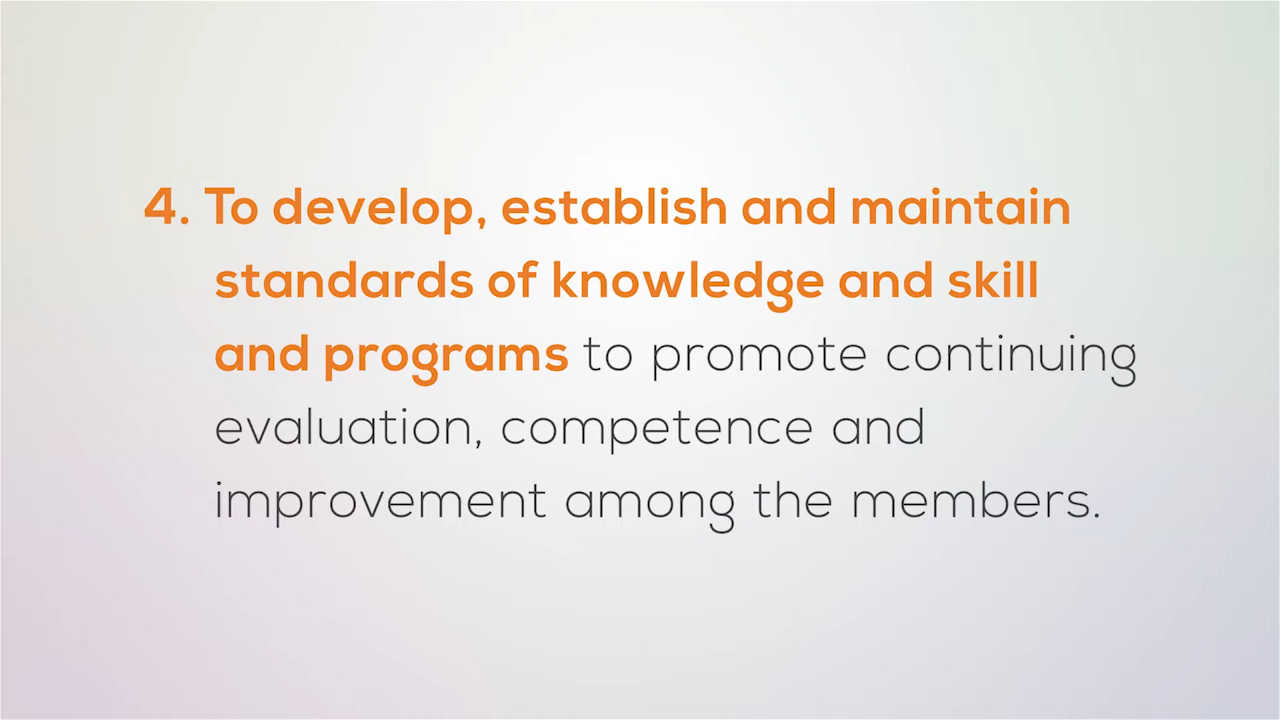 4. To develop, establish and maintain
standards of knowledge and skill
and programs to promote continuing
evaluation, competence and
improvement among the members.